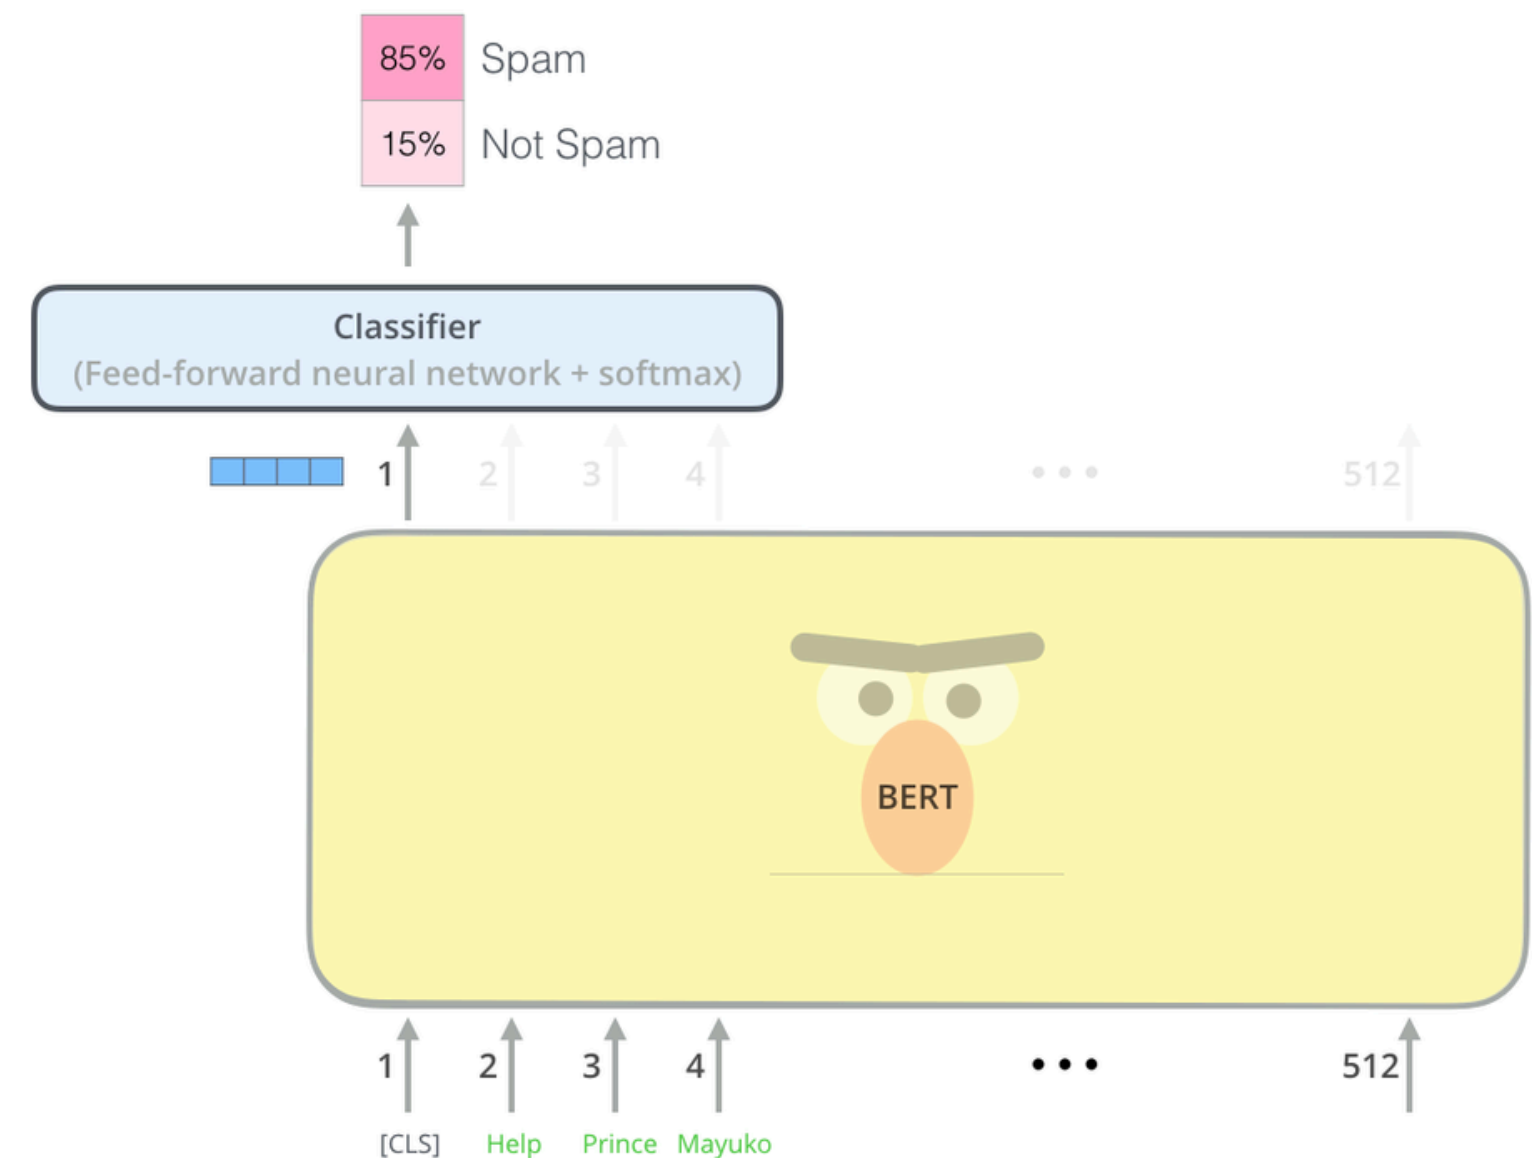 85% Spam
15% Not Spam
Classifier
(Feed-forward neural network + softmax)
1 2 3 4 ••• 512
BERT
1 2 3 4 ••• 512
[CLS] Help Prince Mayuko